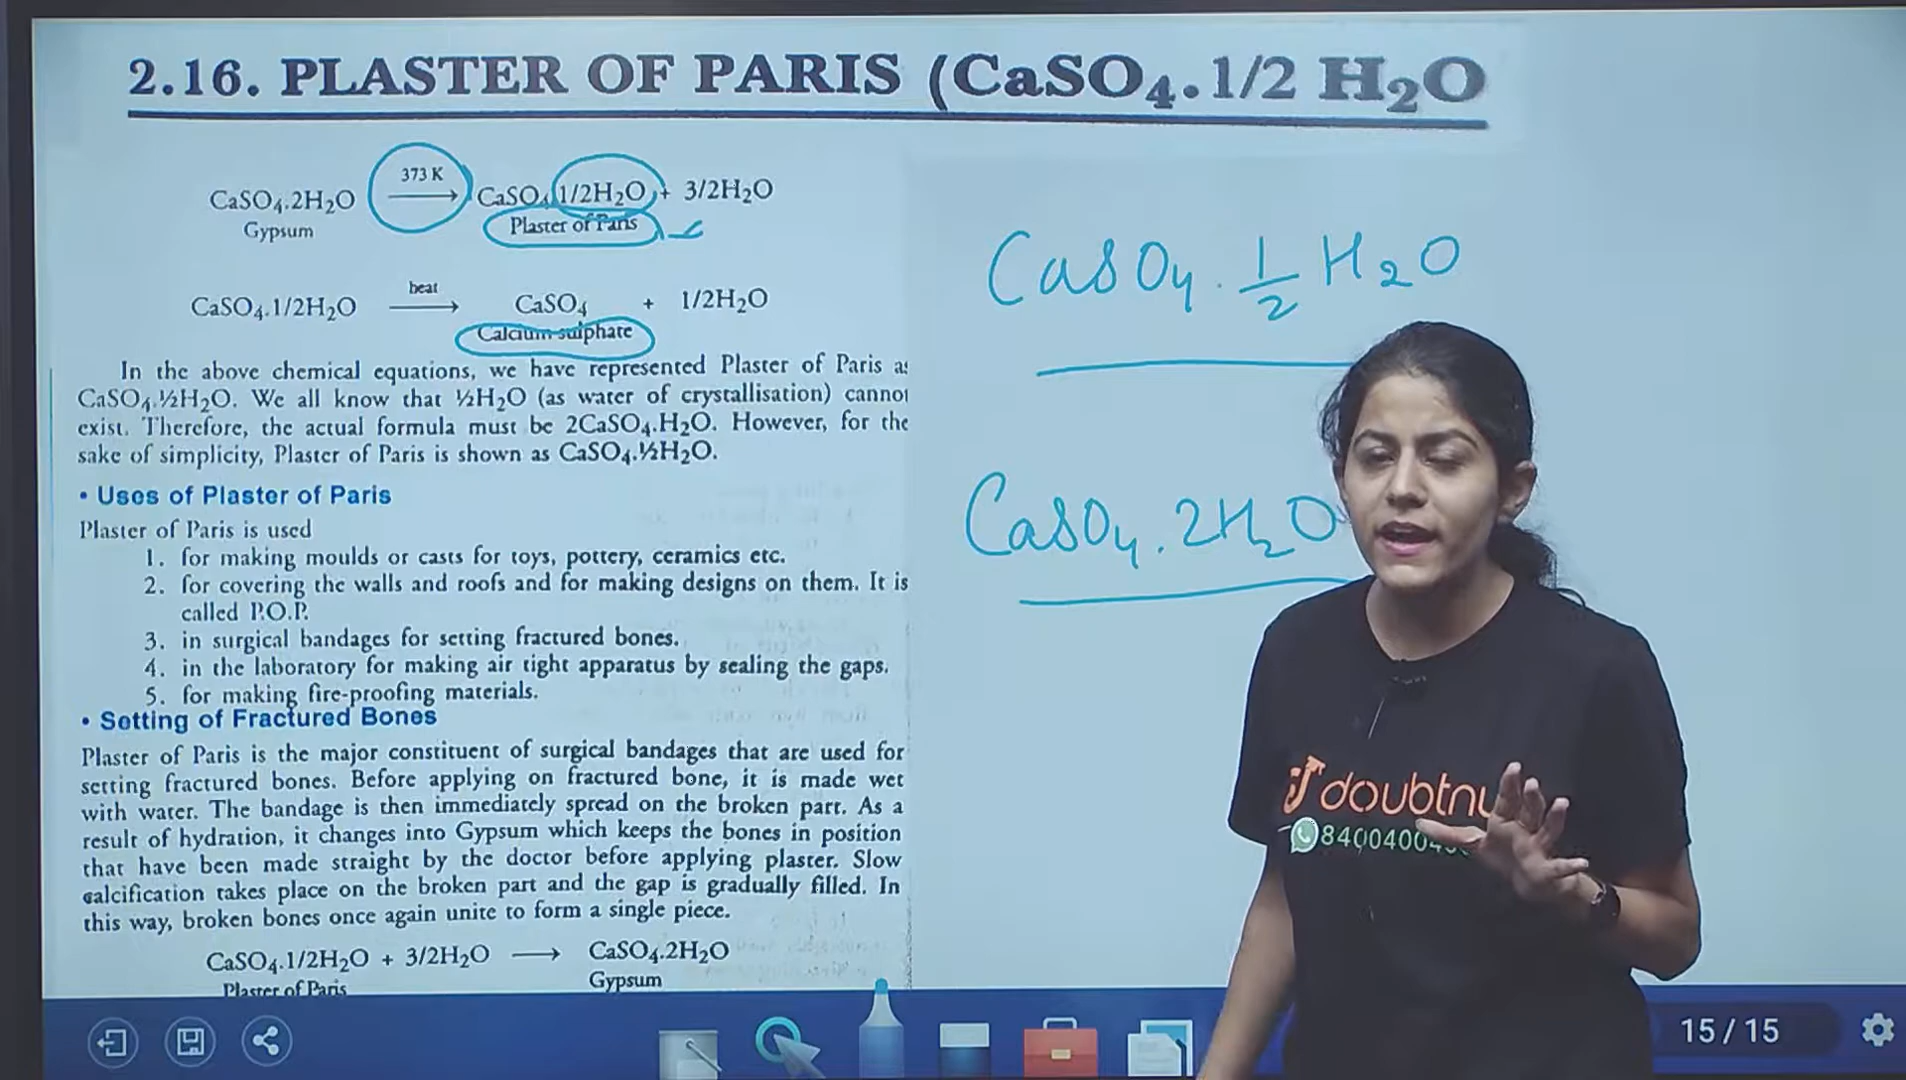 2.16. PLASTER OF PARIS (CaSO₄.1/2 H₂O
CaSO₄.2H₂O 373 K ⟶ CaSO₄ 1/2H₂O + 3/2H₂O
Gypsum Plaster of Paris
CaSO₄.1/2H₂O heat ⟶ CaSO₄ + 1/2H₂O
Calcium sulphate
In the above chemical equations, we have represented Plaster of Paris as
CaSO₄.½H₂O. We all know that ½H₂O (as water of crystallisation) cannot
exist. Therefore, the actual formula must be 2CaSO₄.H₂O. However, for the
sake of simplicity, Plaster of Paris is shown as CaSO₄.½H₂O.
• Uses of Plaster of Paris
Plaster of Paris is used
1. for making moulds or casts for toys, pottery, ceramics etc.
2. for covering the walls and roofs and for making designs on them. It is
called P.O.P.
3. in surgical bandages for setting fractured bones.
4. in the laboratory for making air tight apparatus by sealing the gaps.
5. for making fire-proofing materials.
• Setting of Fractured Bones
Plaster of Paris is the major constituent of surgical bandages that are used for
setting fractured bones. Before applying on fractured bone, it is made wet
with water. The bandage is then immediately spread on the broken part. As a
result of hydration, it changes into Gypsum which keeps the bones in position
that have been made straight by the doctor before applying plaster. Slow
calcification takes place on the broken part and the gap is gradually filled. In
this way, broken bones once again unite to form a single piece.
CaSO₄.1/2H₂O + 3/2H₂O ⟶ CaSO₄.2H₂O
Plaster of Paris Gypsum
CaSO₄ . 1/2 H₂O
CaSO₄ . 2H₂O
doubtnu
8400400
15 / 15